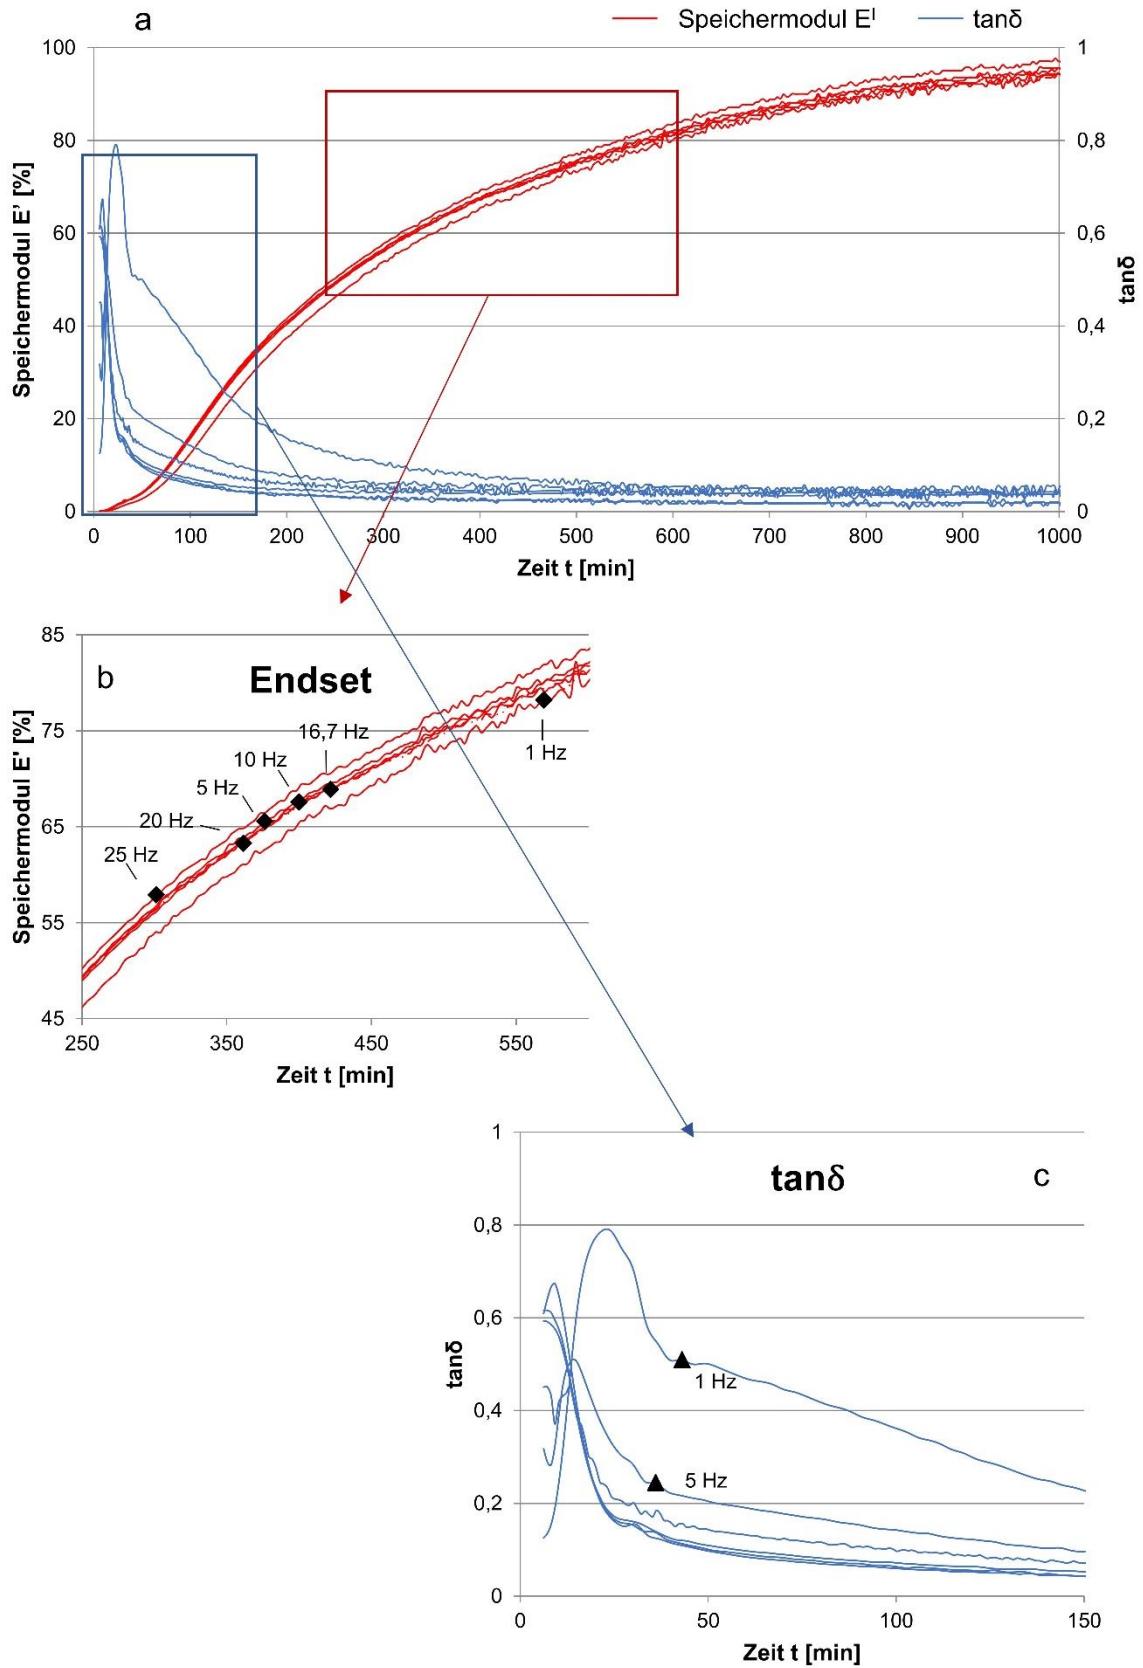 a
Speichermodul Eᴵ
tanδ
100
80
60
40
20
0
Speichermodul E’ [%]
1
0,8
0,6
0,4
0,2
0
tanδ
0 100 200 300 400 500 600 700 800 900 1000
Zeit t [min]
b
Endset
85
75
65
55
45
Speichermodul E' [%]
25 Hz
20 Hz
5 Hz
10 Hz
16,7 Hz
1 Hz
250 350 450 550
Zeit t [min]
tanδ
c
1
0,8
0,6
0,4
0,2
0
tanδ
1 Hz
5 Hz
0 50 100 150
Zeit t [min]